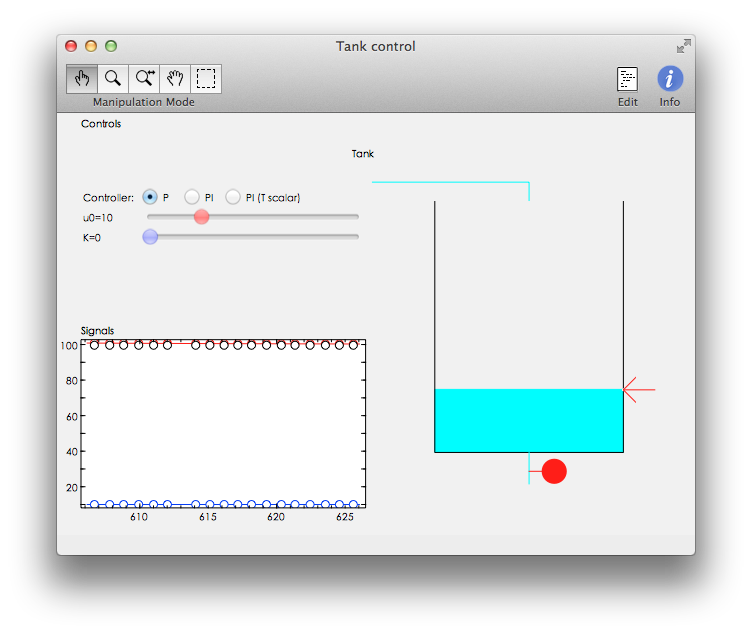 Tank control
Manipulation Mode
Edit
Info
Controls
Tank
Controller: P PI PI (T scalar)
u0=10
K=0
Signals
100
80
60
40
20
610 615 620 625